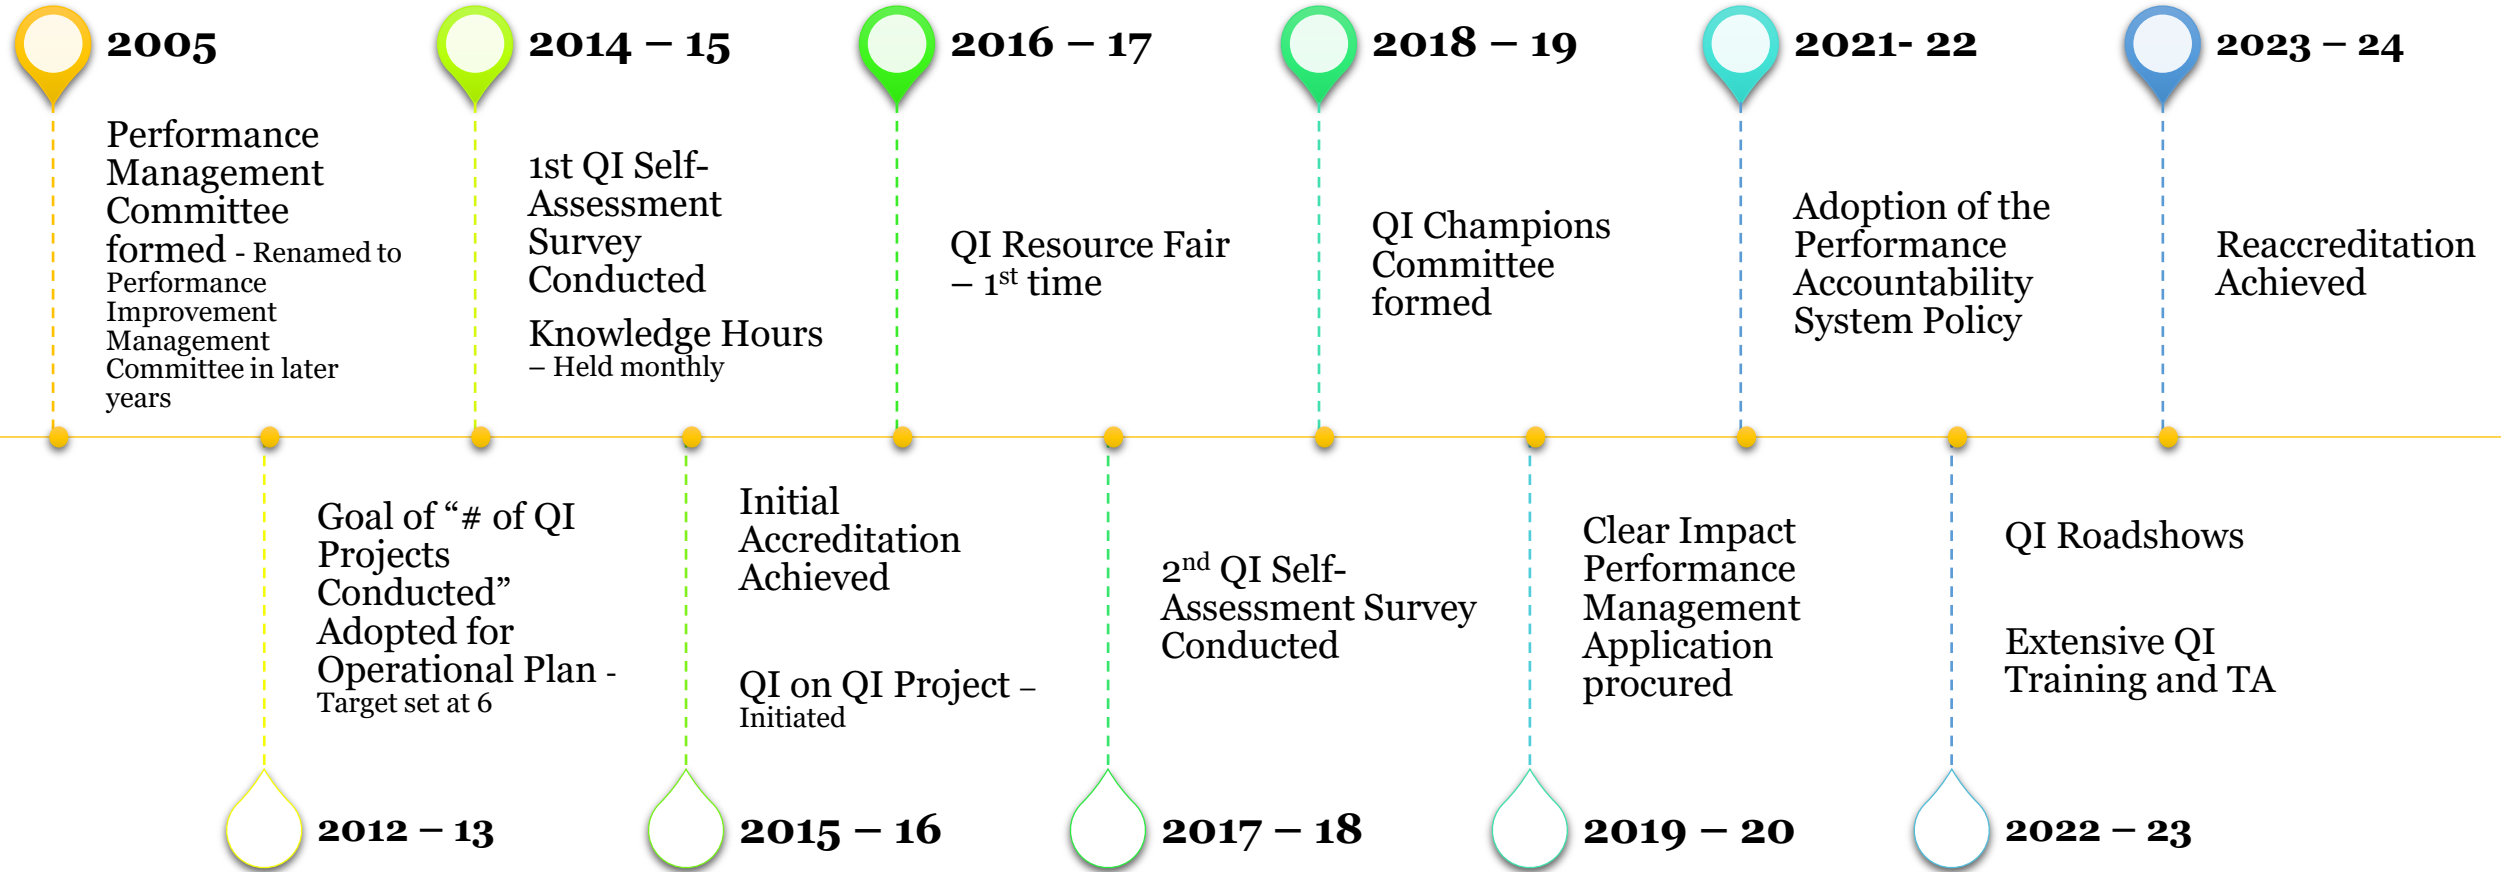 2005
Performance
Management
Committee
formed - Renamed to
Performance
Improvement
Management
Committee in later
years
2012 – 13
Goal of “# of QI
Projects
Conducted”
Adopted for
Operational Plan -
Target set at 6
2014 – 15
1st QI Self-
Assessment
Survey
Conducted
Knowledge Hours
– Held monthly
2015 – 16
Initial
Accreditation
Achieved
QI on QI Project –
Initiated
2016 – 17
QI Resource Fair
– 1st time
2017 – 18
2nd QI Self-
Assessment Survey
Conducted
2018 – 19
QI Champions
Committee
formed
2019 – 20
Clear Impact
Performance
Management
Application
procured
2021- 22
Adoption of the
Performance
Accountability
System Policy
2022 – 23
QI Roadshows
Extensive QI
Training and TA
2023 – 24
Reaccreditation
Achieved